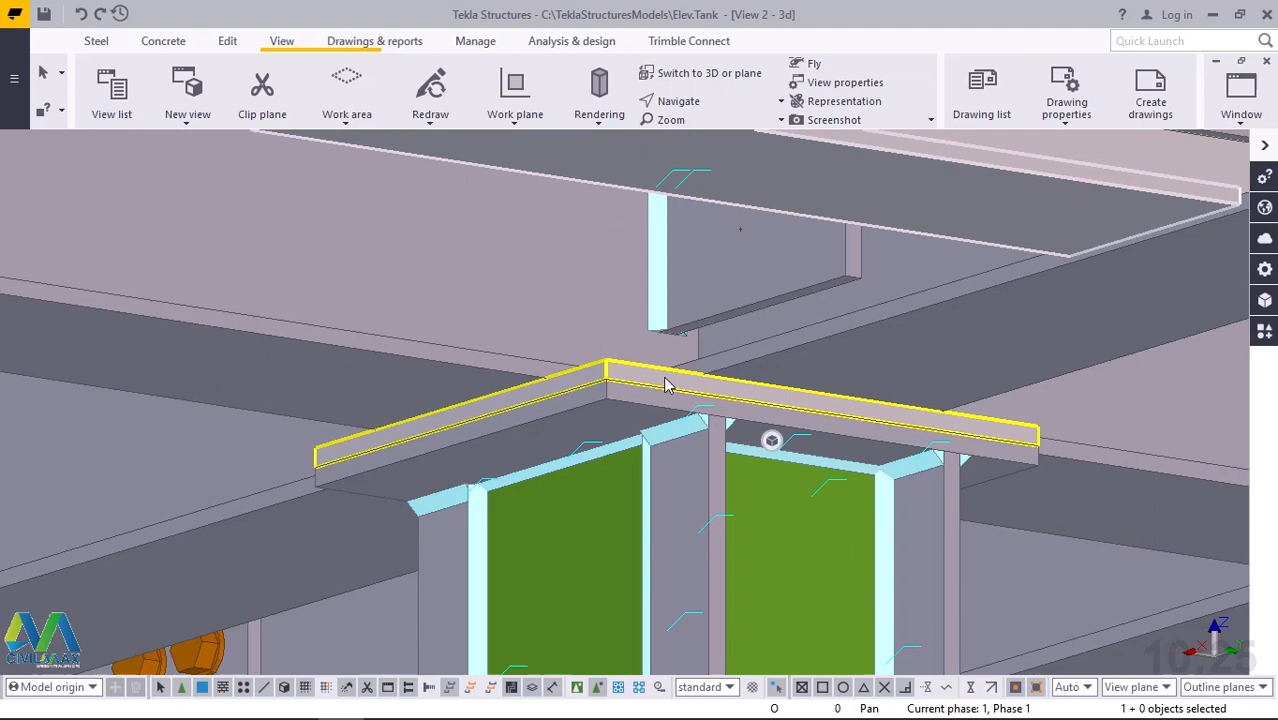 Tekla Structures - C:\TeklaStructuresModels\Elev.Tank - [View 2 - 3d]
? Log in
Steel Concrete Edit View Drawings & reports Manage Analysis & design Trimble Connect Quick Launch
Fly
Switch to 3D or plane View properties
Navigate Representation
Zoom Screenshot
View list New view Clip plane Work area Redraw Work plane Rendering Drawing list Drawing properties Create drawings Window
Z
CIVILMAX
10:25
Model origin standard Auto View plane Outline planes
O 0 Pan Current phase: 1, Phase 1 1 + 0 objects selected